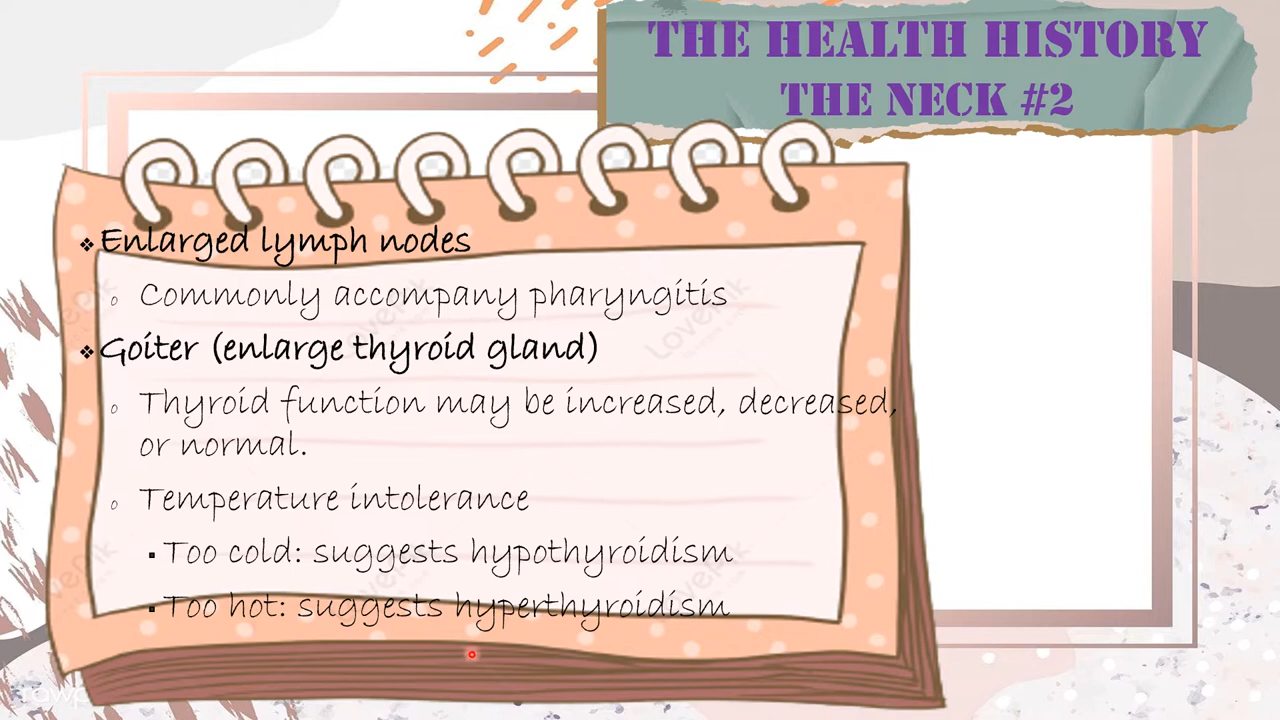 THE HEALTH HISTORY
THE NECK #2
❖Enlarged lymph nodes
o Commonly accompany pharyngitis
❖Goiter (enlarge thyroid gland)
o Thyroid function may be increased, decreased,
or normal.
o Temperature intolerance
▪Too cold: suggests hypothyroidism
▪Too hot: suggests hyperthyroidism
Lovepik